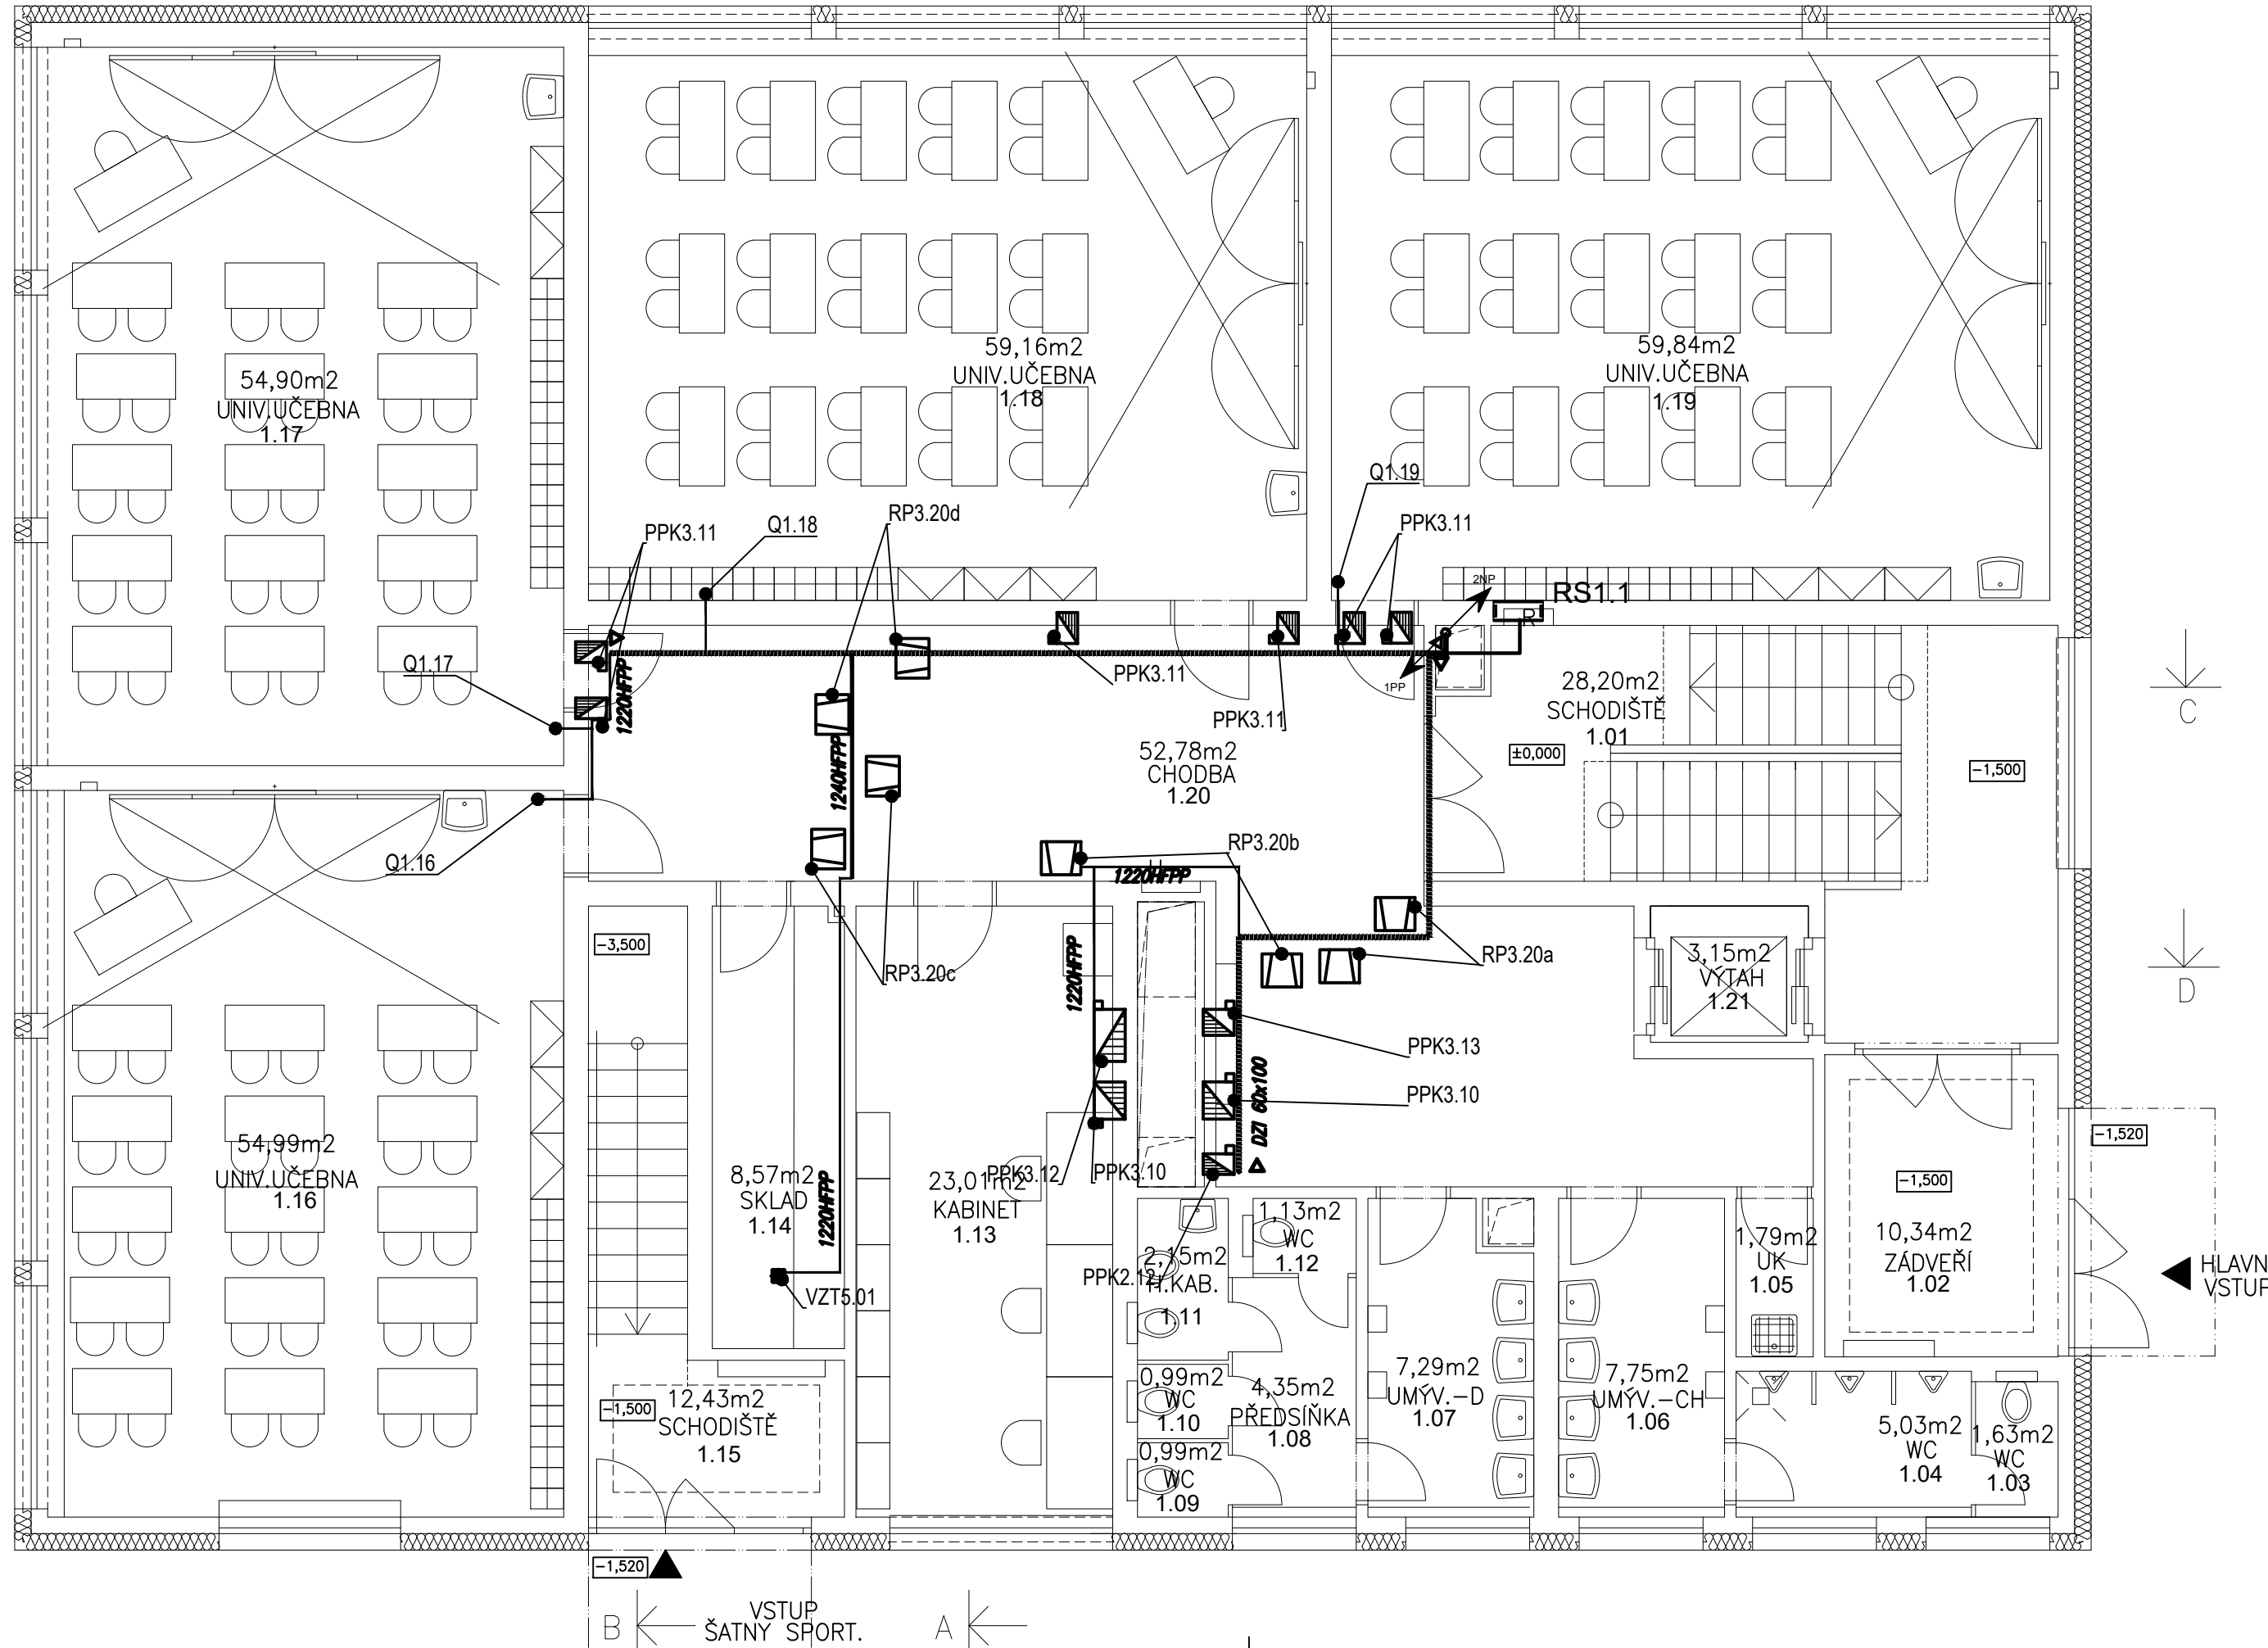 54,90m2
UNIV.UČEBNA
1.17
59,16m2
UNIV.UČEBNA
1.18
59,84m2
UNIV.UČEBNA
1.19
Q1.19
PPK3.11
Q1.18
RP3.20d
PPK3.11
2NP
RS1.1
R
Q1.17
1220HFPP
PPK3.11
PPK3.11
1PP
28,20m2
SCHODIŠTĚ
1.01
±0,000
-1,500
C
1240HFPP
52,78m2
CHODBA
1.20
Q1.16
RP3.20b
1220HFPP
-3,500
RP3.20c
1220HFPP
RP3.20a
3,15m2
VÝTAH
1.21
D
PPK3.13
PPK3.10
DZI 60x100
-1,520
54,99m2
UNIV.UČEBNA
1.16
8,57m2
SKLAD
1.14
1220HFPP
23,01m2
KABINET
1.13
PPK3.12
PPK3.10
-1,500
10,34m2
ZÁDVEŘÍ
1.02
1,13m2
WC
1.12
2,15m2
H.KAB.
1.11
PPK2.12
1,79m2
UK
1.05
HLAVN
VSTUP
VZT5.01
12,43m2
SCHODIŠTĚ
1.15
-1,500
0,99m2
WC
1.10
0,99m2
WC
1.09
4,35m2
PŘEDSÍŇKA
1.08
7,29m2
UMÝV.-D
1.07
7,75m2
UMÝV.-CH
1.06
5,03m2
WC
1.04
1,63m2
WC
1.03
-1,520
B
VSTUP
ŠATNY SPORT.
A